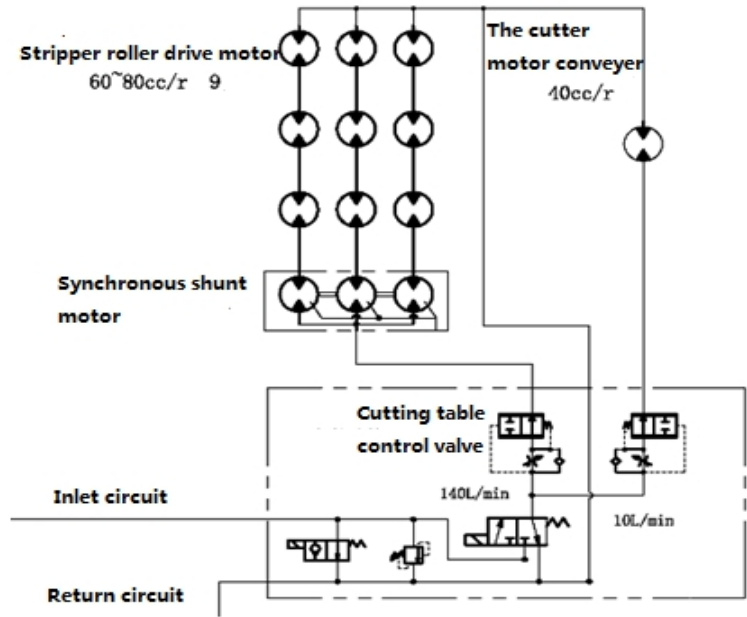 Stripper roller drive motor
60~80cc/r 9
The cutter
motor conveyer
40cc/r
Synchronous shunt
motor
Cutting table
control valve
140L/min
10L/min
Inlet circuit
Return circuit